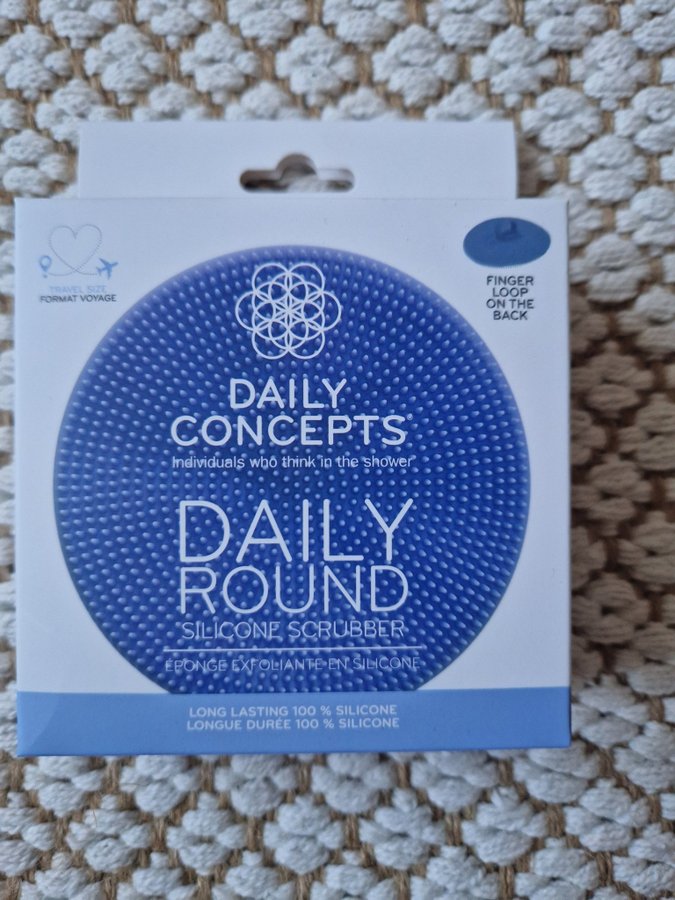 TRAVEL SIZE
FORMAT VOYAGE
FINGER
LOOP
ON THE
BACK
DAILY
CONCEPTS®
Individuals who think in the shower
DAILY
ROUND
SILICONE SCRUBBER
ÉPONGE EXFOLIANTE EN SILICONE
LONG LASTING 100 % SILICONE
LONGUE DURÉE 100 % SILICONE